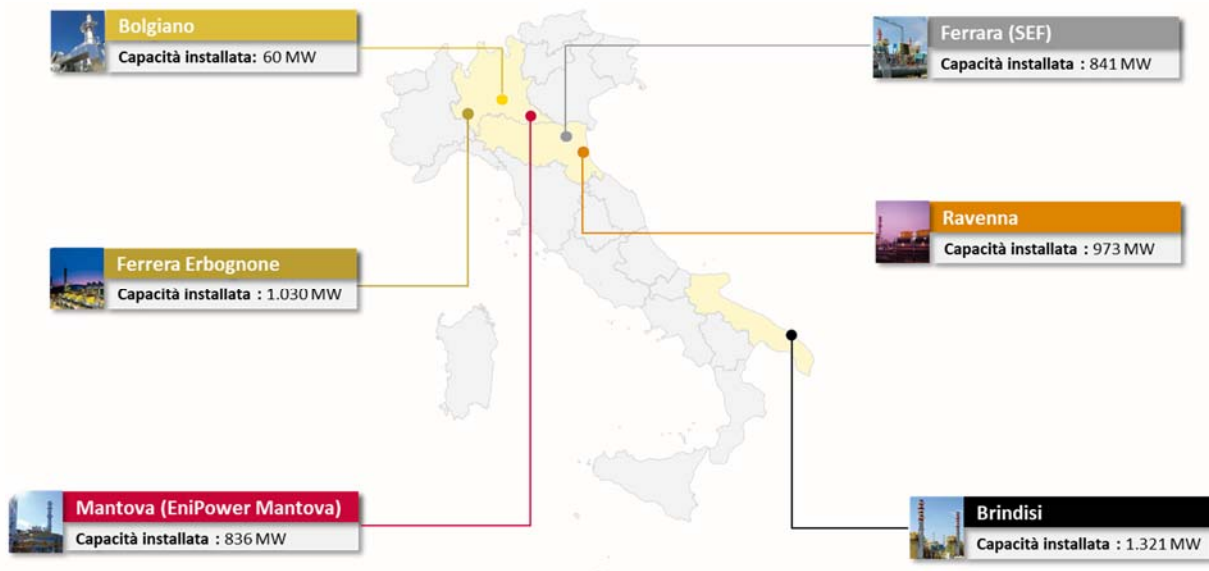 Bolgiano
Capacità installata: 60 MW
Ferrara (SEF)
Capacità installata : 841 MW
Ravenna
Capacità installata : 973 MW
Ferrera Erbognone
Capacità installata : 1.030 MW
Mantova (EniPower Mantova)
Capacità installata : 836 MW
Brindisi
Capacità installata : 1.321 MW